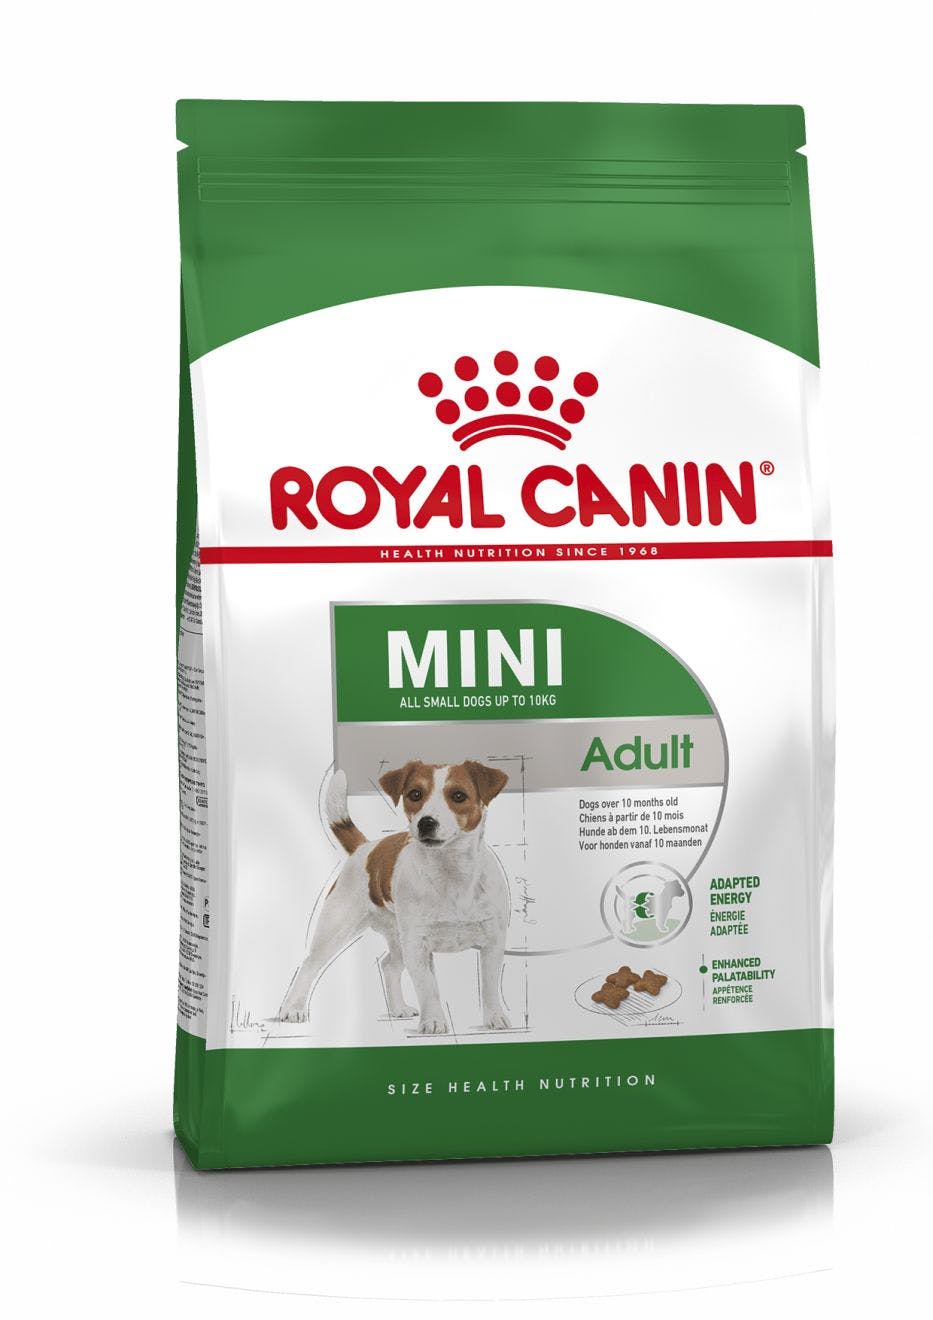 ROYAL CANIN®
HEALTH NUTRITION SINCE 1968
MINI
ALL SMALL DOGS UP TO 10KG
Adult
Dogs over 10 months old
Chiens à partir de 10 mois
Hunde ab dem 10. Lebensmonat
Voor honden vanaf 10 maanden
ADAPTED
ENERGY
ÉNERGIE
ADAPTÉE
ENHANCED
PALATABILITY
APPÉTENCE
RENFORCÉE
1cm
SIZE HEALTH NUTRITION